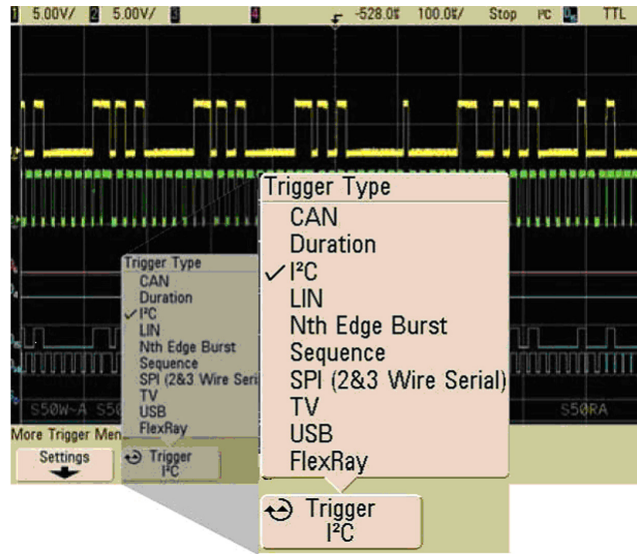 1 5.00V/ 2 5.00V/ 3 4 -528.0 100.0 / Stop I²C TTL
Trigger Type
CAN
Duration
I²C
LIN
Nth Edge Burst
Sequence
SPI (2&3 Wire Seri
TV
USB
FlexRay
S50W-A S50
S50RA
More Trigger Men
Settings
Trigger
I²C
Trigger Type
CAN
Duration
✓ I²C
LIN
Nth Edge Burst
Sequence
SPI (2&3 Wire Serial)
TV
USB
FlexRay
Trigger
I²C